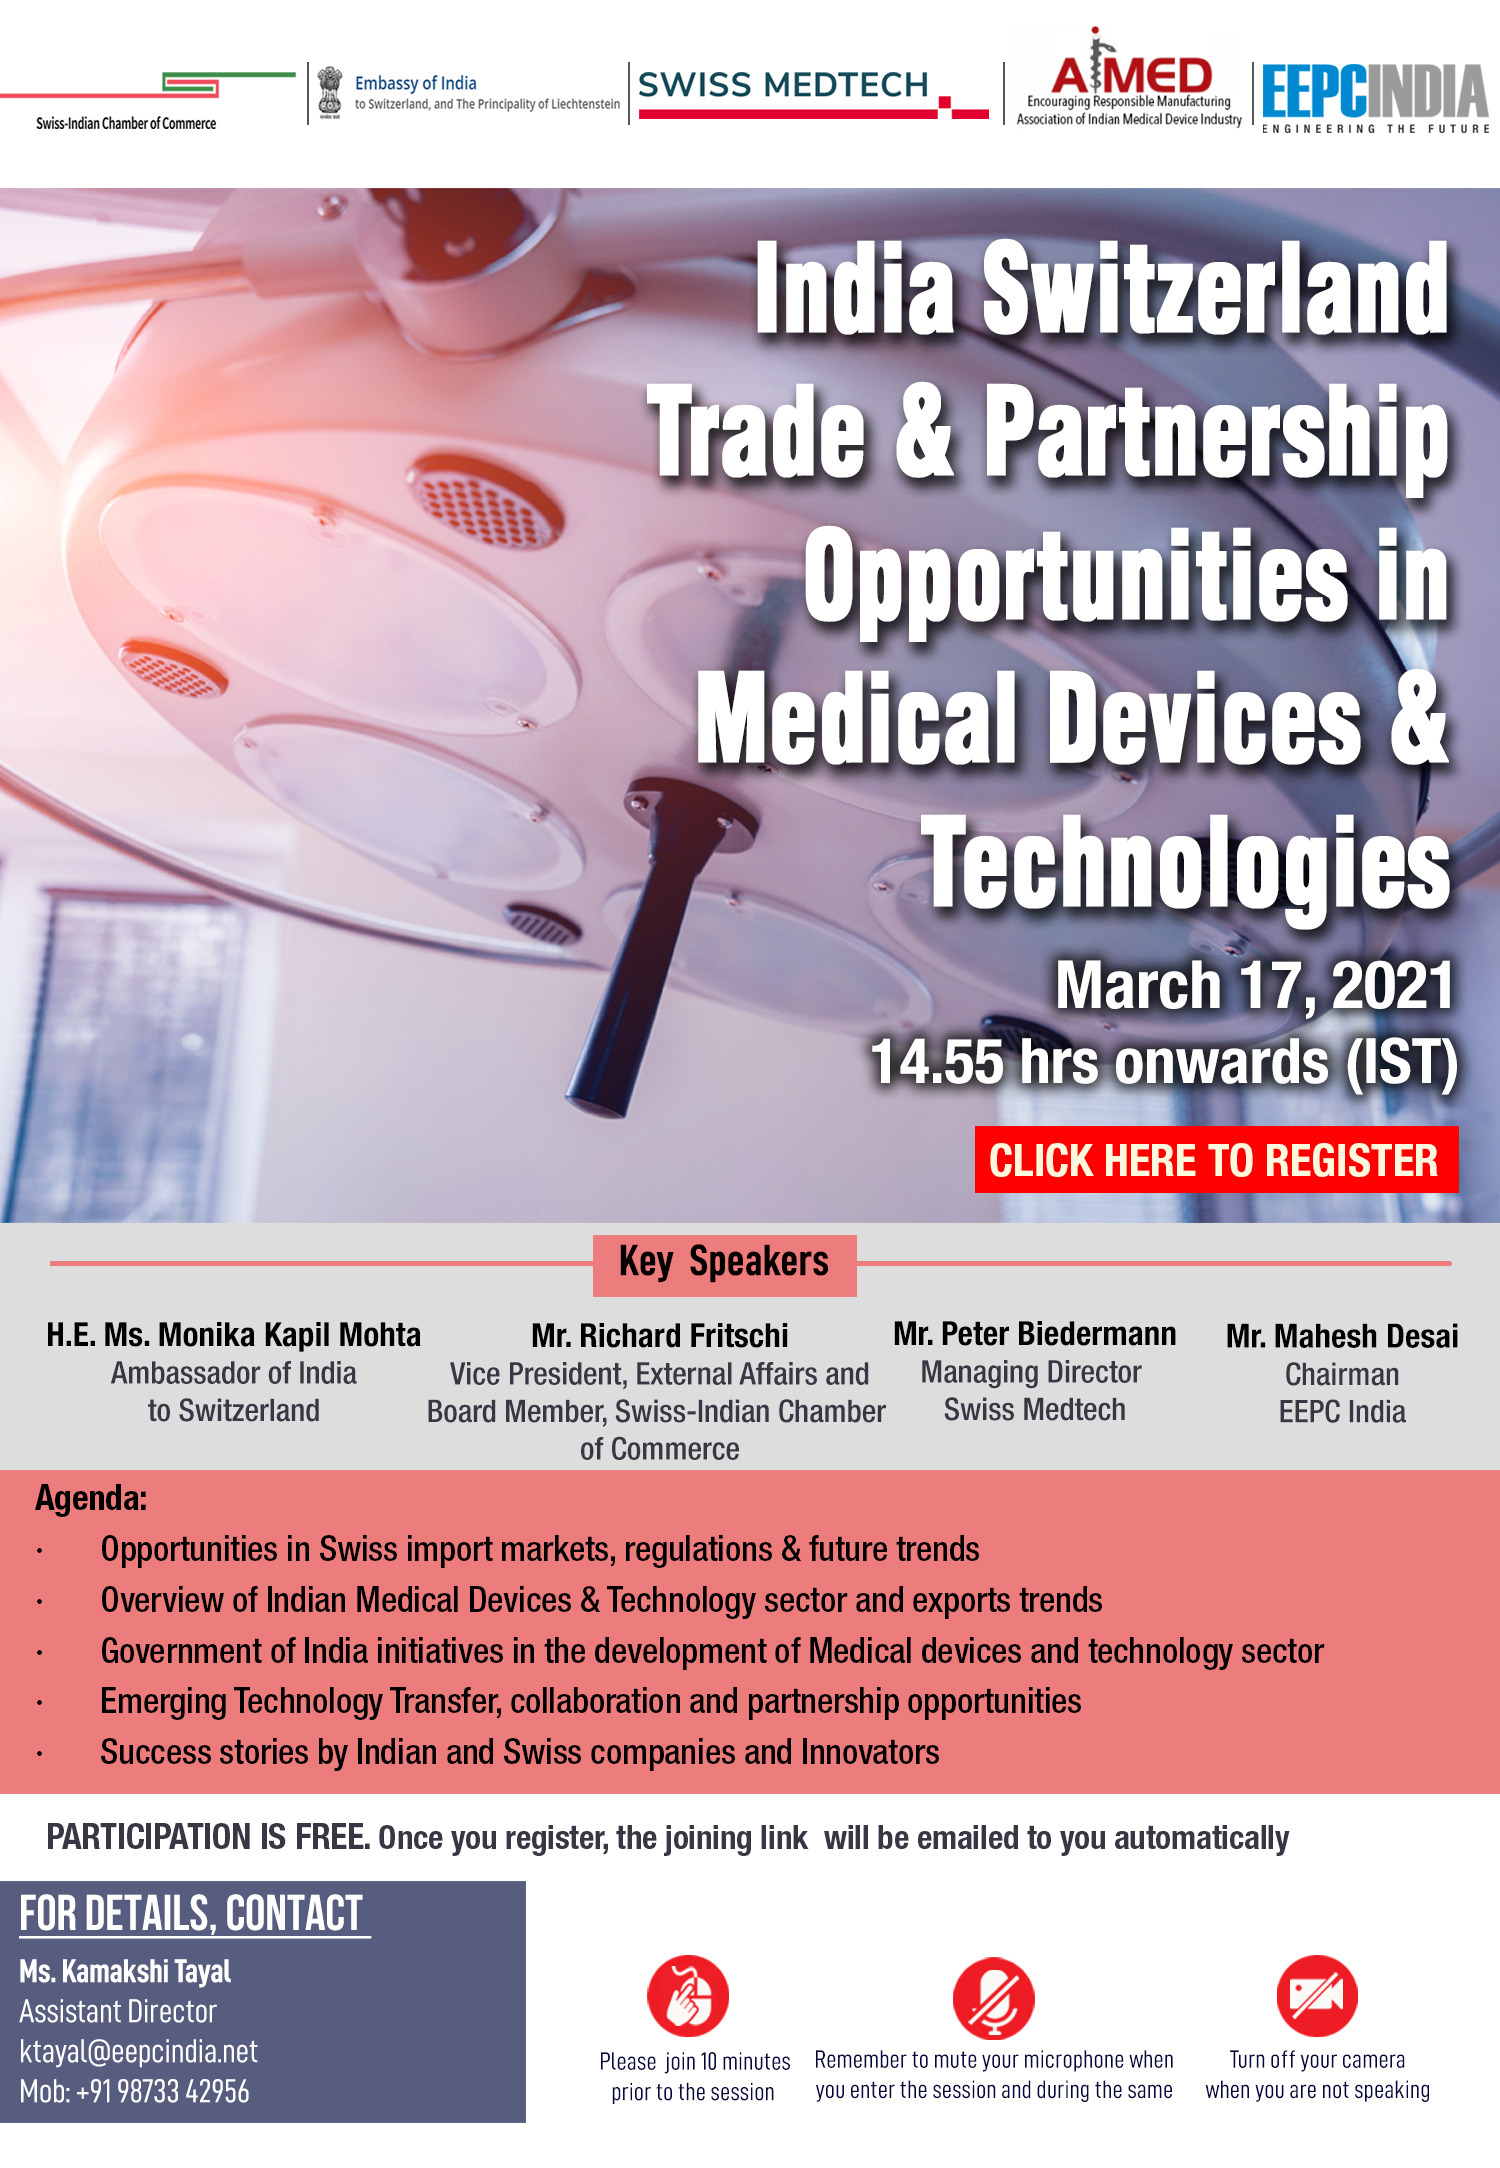 Swiss-Indian Chamber of Commerce
Embassy of India
to Switzerland, and The Principality of Liechtenstein
SWISS MEDTECH
AiMED
Encouraging Responsible Manufacturing
Association of Indian Medical Device Industry
EEPCINDIA
ENGINEERING THE FUTURE
India Switzerland
Trade & Partnership
Opportunities in
Medical Devices &
Technologies
March 17, 2021
14.55 hrs onwards (IST)
CLICK HERE TO REGISTER
Key Speakers
H.E. Ms. Monika Kapil Mohta
Ambassador of India
to Switzerland
Mr. Richard Fritschi
Vice President, External Affairs and
Board Member, Swiss-Indian Chamber
of Commerce
Mr. Peter Biedermann
Managing Director
Swiss Medtech
Mr. Mahesh Desai
Chairman
EEPC India
Agenda:
· Opportunities in Swiss import markets, regulations & future trends
· Overview of Indian Medical Devices & Technology sector and exports trends
· Government of India initiatives in the development of Medical devices and technology sector
· Emerging Technology Transfer, collaboration and partnership opportunities
· Success stories by Indian and Swiss companies and Innovators
PARTICIPATION IS FREE. Once you register, the joining link will be emailed to you automatically
FOR DETAILS, CONTACT
Ms. Kamakshi Tayal
Assistant Director
ktayal@eepcindia.net
Mob: +91 98733 42956
Please join 10 minutes
prior to the session
Remember to mute your microphone when
you enter the session and during the same
Turn off your camera
when you are not speaking